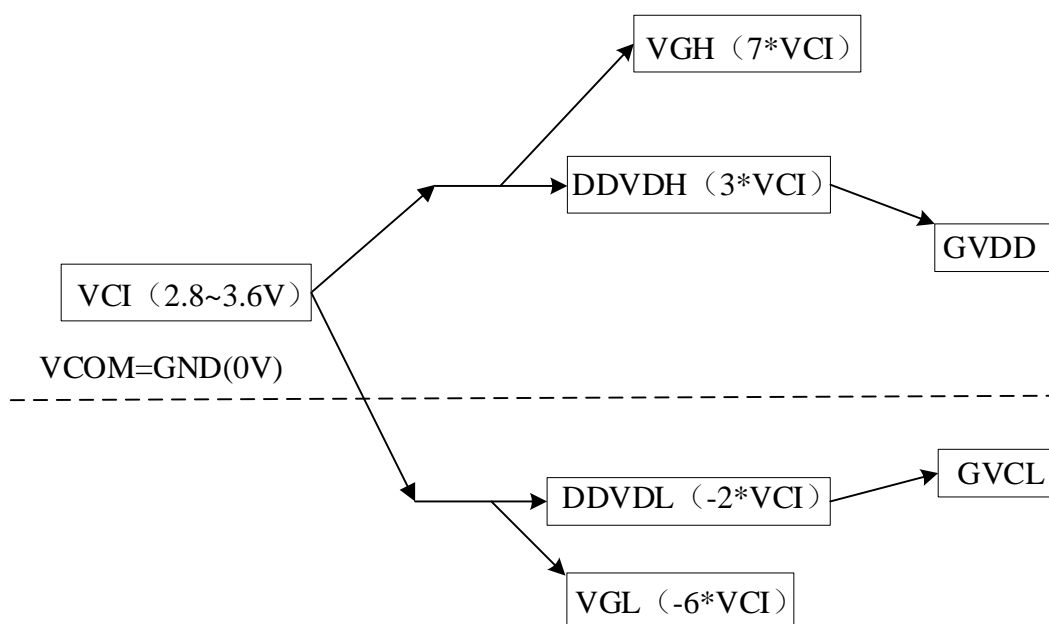 VGH（7*VCI）
DDVDH（3*VCI）
GVDD
VCI（2.8~3.6V）
VCOM=GND(0V)
GVCL
DDVDL（-2*VCI）
VGL（-6*VCI）